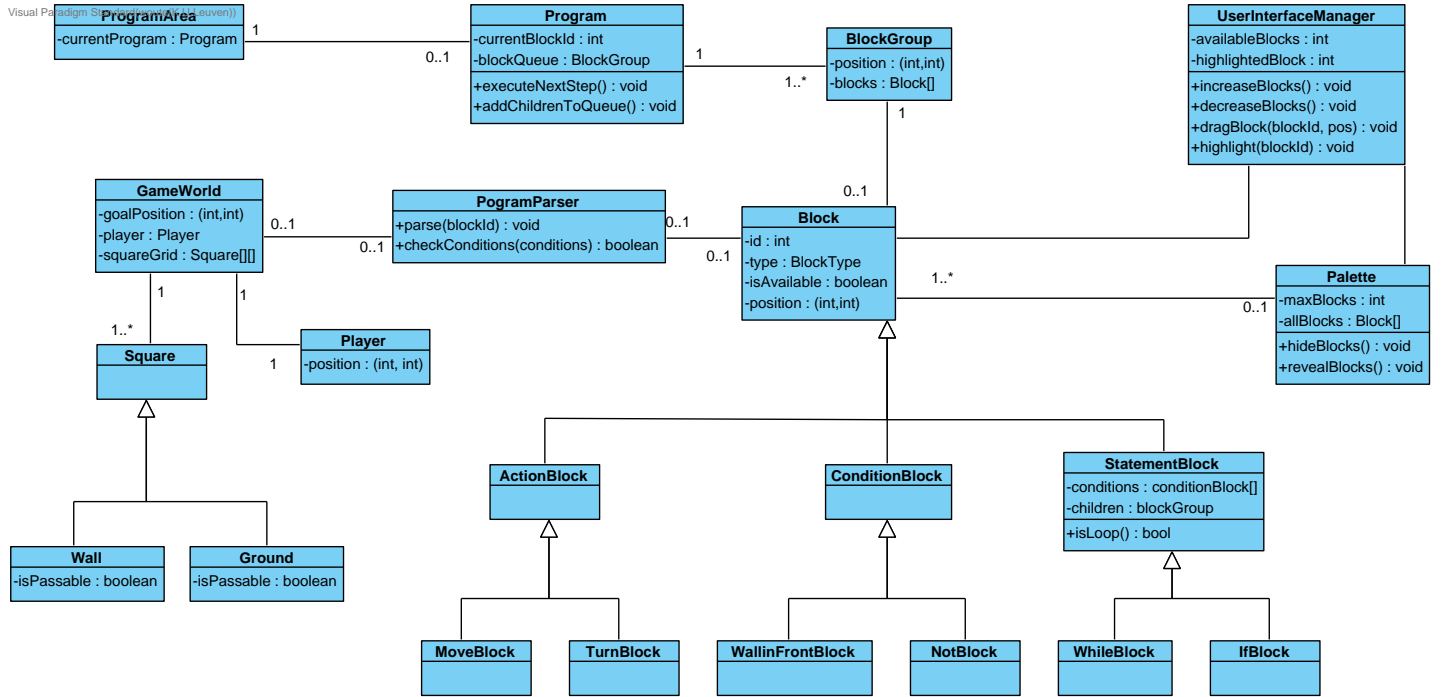 Visual Paradigm Standard(wouter(K.U.Leuven))
ProgramArea
-currentProgram : Program
1
0..1
Program
-currentBlockId : int
-blockQueue : BlockGroup
+executeNextStep() : void
+addChildrenToQueue() : void
1
1..*
BlockGroup
-position : (int,int)
-blocks : Block[]
1
0..1
UserInterfaceManager
-availableBlocks : int
-highlightedBlock : int
+increaseBlocks() : void
+decreaseBlocks() : void
+dragBlock(blockId, pos) : void
+highlight(blockId) : void
GameWorld
-goalPosition : (int,int)
-player : Player
-squareGrid : Square[][]
0..1
0..1
PogramParser
+parse(blockId) : void
+checkConditions(conditions) : boolean
0..1
0..1
Block
-id : int
-type : BlockType
-isAvailable : boolean
-position : (int,int)
1..*
0..1
Palette
-maxBlocks : int
-allBlocks : Block[]
+hideBlocks() : void
+revealBlocks() : void
1
1..*
1
1
Square
Player
-position : (int, int)
Wall
-isPassable : boolean
Ground
-isPassable : boolean
ActionBlock
ConditionBlock
StatementBlock
-conditions : conditionBlock[]
-children : blockGroup
+isLoop() : bool
MoveBlock
TurnBlock
WallinFrontBlock
NotBlock
WhileBlock
IfBlock